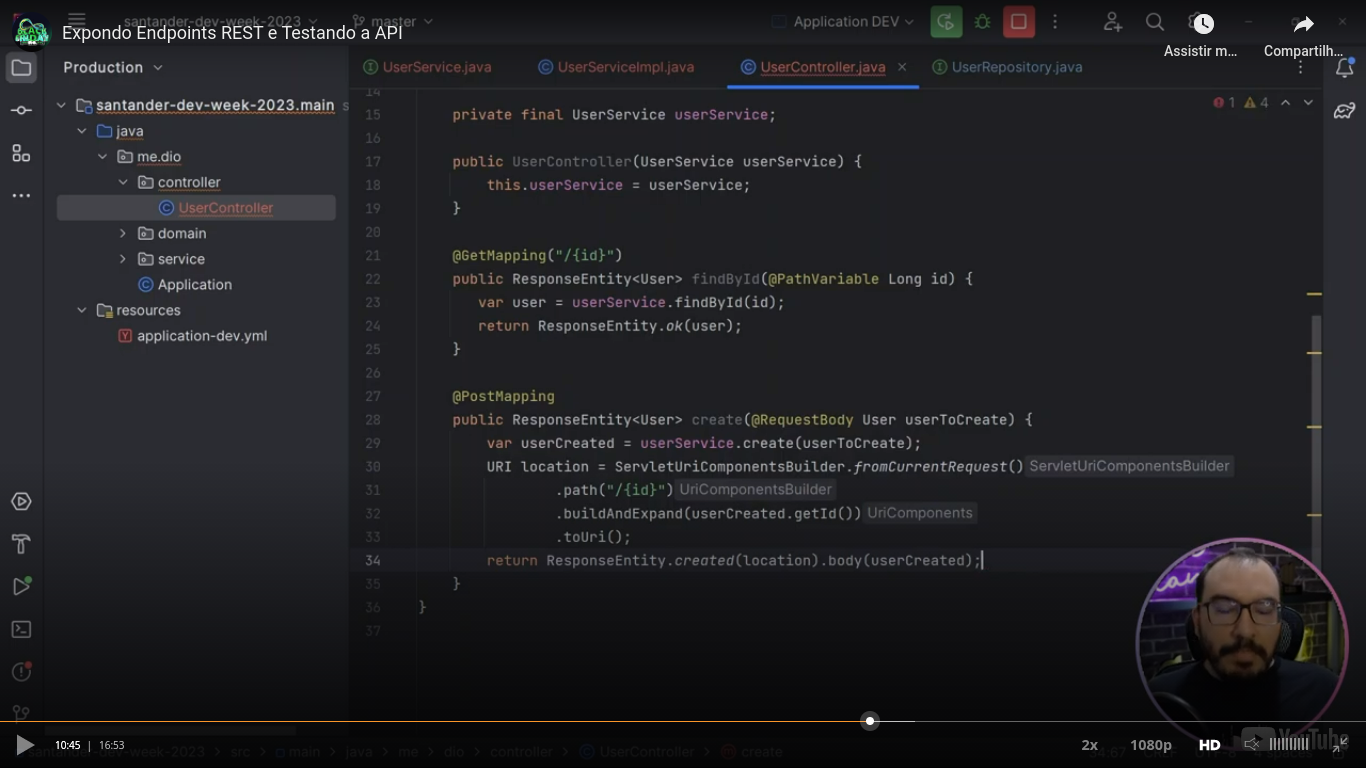 santander-dev-week-2023
master
Application DEV
Expondo Endpoints REST e Testando a API
Assistir m...
Compartilh...
Production
UserService.java
UserServiceImpl.java
UserController.java
UserRepository.java
santander-dev-week-2023.main
java
me.dio
controller
UserController
domain
service
Application
resources
application-dev.yml
1 4
14
15 private final UserService userService;
16
17 public UserController(UserService userService) {
18 this.userService = userService;
19 }
20
21 @GetMapping("/{id}")
22 public ResponseEntity<User> findById(@PathVariable Long id) {
23 var user = userService.findById(id);
24 return ResponseEntity.ok(user);
25 }
26
27 @PostMapping
28 public ResponseEntity<User> create(@RequestBody User userToCreate) {
29 var userCreated = userService.create(userToCreate);
30 URI location = ServletUriComponentsBuilder.fromCurrentRequest() ServletUriComponentsBuilder
31 .path("/{id}") UriComponentsBuilder
32 .buildAndExpand(userCreated.getId()) UriComponents
33 .toUri();
34 return ResponseEntity.created(location).body(userCreated);
35 }
36 }
37
10:45 | 16:53
2x 1080p HD
YouTube
santander-dev-week-2023 > src > main > java > me > dio > controller > UserController > create